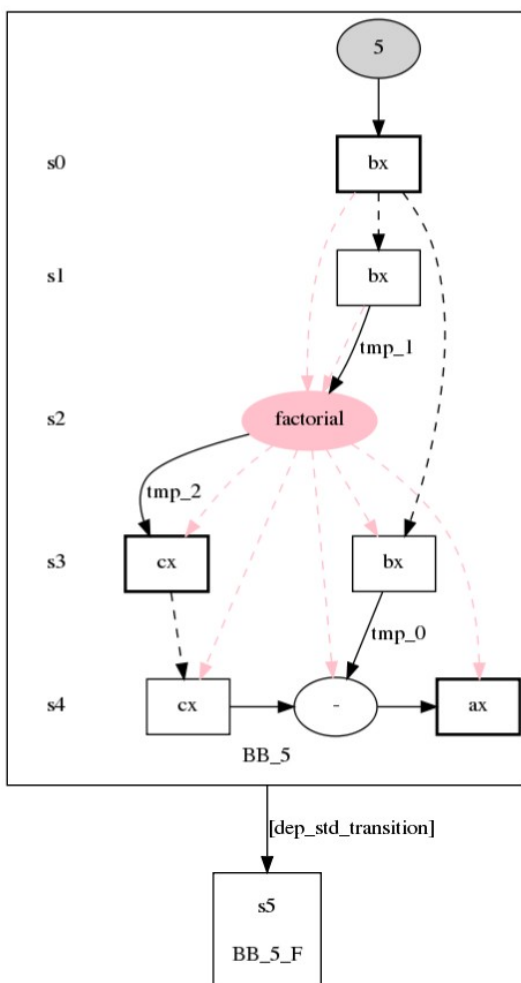 5
s0
bx
s1
bx
tmp_1
s2
factorial
tmp_2
s3
cx
bx
tmp_0
s4
cx
-
ax
BB_5
[dep_std_transition]
s5
BB_5_F